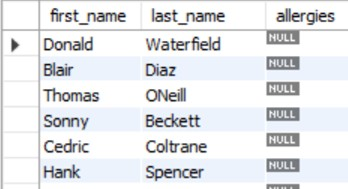 first_name last_name allergies
Donald Waterfield NULL
Blair Diaz NULL
Thomas ONeill NULL
Sonny Beckett NULL
Cedric Coltrane NULL
Hank Spencer NULL